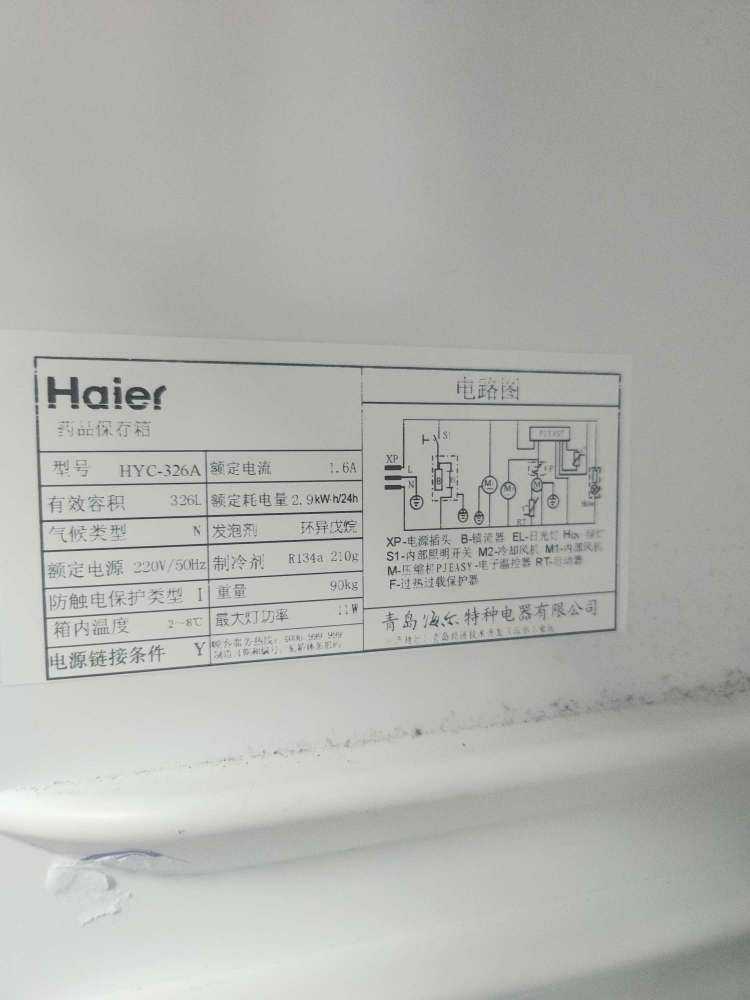 Haier
药品保存箱
型号 HYC-326A
额定电流 1.6A
有效容积 326L
额定耗电量 2.9kW·h/24h
气候类型 N
发泡剂 环异戊烷
额定电源 220V/50Hz
制冷剂 R134a 210g
防触电保护类型 I
重量 90kg
箱内温度 2~8℃
最大灯功率 11W
电源链接条件 Y
电路图
S1
XP
L
N
B
M
M
M
F
RT
PJEASY
XP-电源插头 B-镇流器 EL-日光灯
S1-内部照明开关 M2-冷却风机 M1-内部风机
M-压缩机PJEASY-电子温控器 RT-启动器
F-过热过载保护器
青岛海尔特种电器有限公司